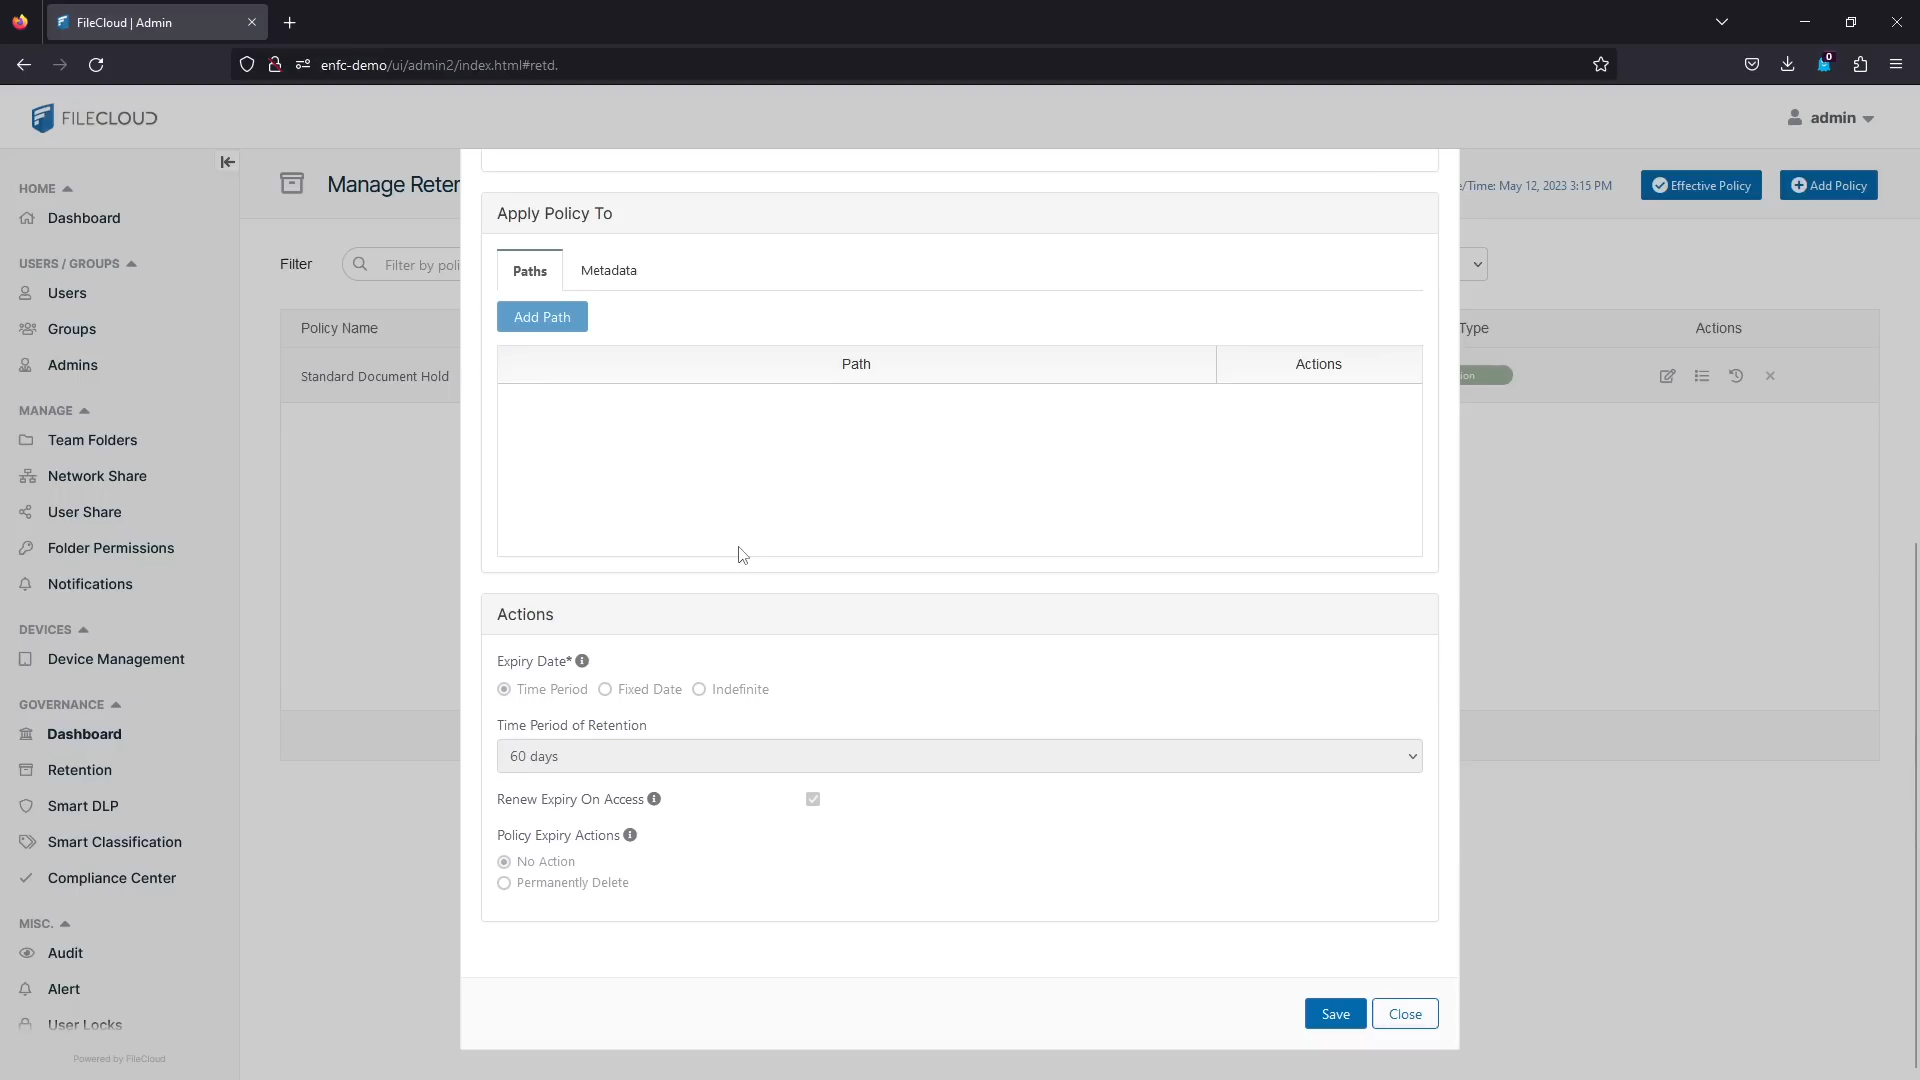 FileCloud | Admin
enfc-demo/ui/admin2/index.html#retd.
0
FILECLOUD
admin
HOME
Dashboard
USERS / GROUPS
Users
Groups
Admins
MANAGE
Team Folders
Network Share
User Share
Folder Permissions
Notifications
DEVICES
Device Management
GOVERNANCE
Dashboard
Retention
Smart DLP
Smart Classification
Compliance Center
MISC.
Audit
Alert
User Locks
Powered by FileCloud
Manage Reten
e/Time: May 12, 2023 3:15 PM
Effective Policy
Add Policy
Filter
Filter by poli
Policy Name
Type
Actions
Standard Document Hold
ion
Apply Policy To
Paths
Metadata
Add Path
Path
Actions
Actions
Expiry Date*
Time Period
Fixed Date
Indefinite
Time Period of Retention
60 days
Renew Expiry On Access
Policy Expiry Actions
No Action
Permanently Delete
Save
Close